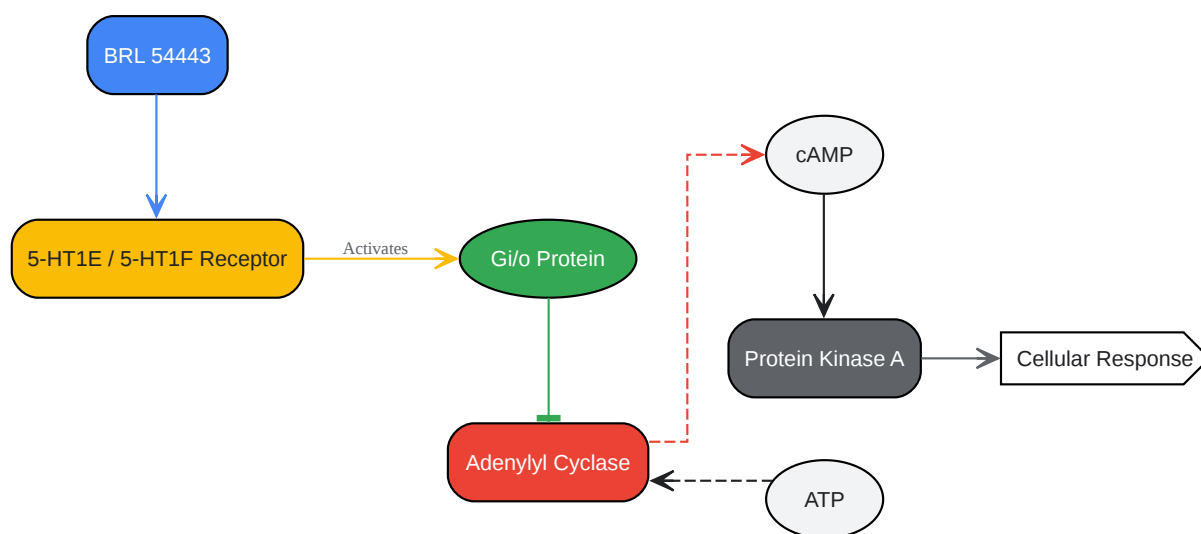 BRL 54443
cAMP
5-HT1E / 5-HT1F Receptor
Activates
Gi/o Protein
Protein Kinase A
Cellular Response
Adenylyl Cyclase
ATP